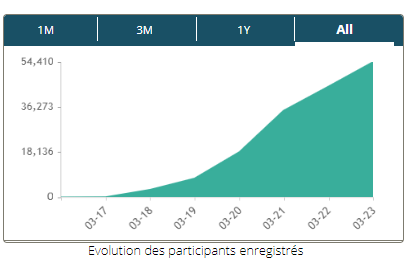 1M 3M 1Y All
54,410
36,273
18,136
0
03-17 03-18 03-19 03-20 03-21 03-22 03-23
Evolution des participants enregistrés